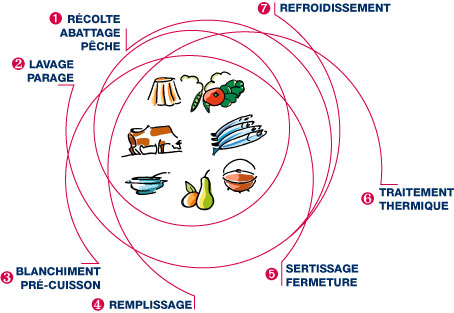 1 RÉCOLTE
ABATTAGE
PÊCHE
2 LAVAGE
PARAGE
3 BLANCHIMENT
PRÉ-CUISSON
4 REMPLISSAGE
5 SERTISSAGE
FERMETURE
6 TRAITEMENT
THERMIQUE
7 REFROIDISSEMENT